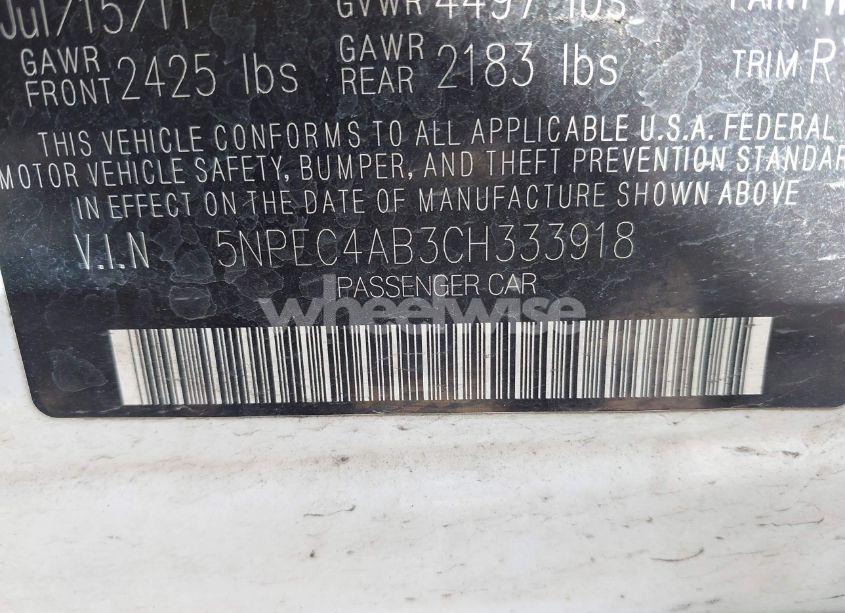 Jul/15/11 GVWR 4497 lbs PAINT
GAWR FRONT 2425 lbs GAWR REAR 2183 lbs TRIM
THIS VEHICLE CONFORMS TO ALL APPLICABLE U.S.A. FEDERAL
MOTOR VEHICLE SAFETY, BUMPER, AND THEFT PREVENTION STANDAR
IN EFFECT ON THE DATE OF MANUFACTURE SHOWN ABOVE
V.I.N 5NPEC4AB3CH333918
PASSENGER CAR
wheelwise